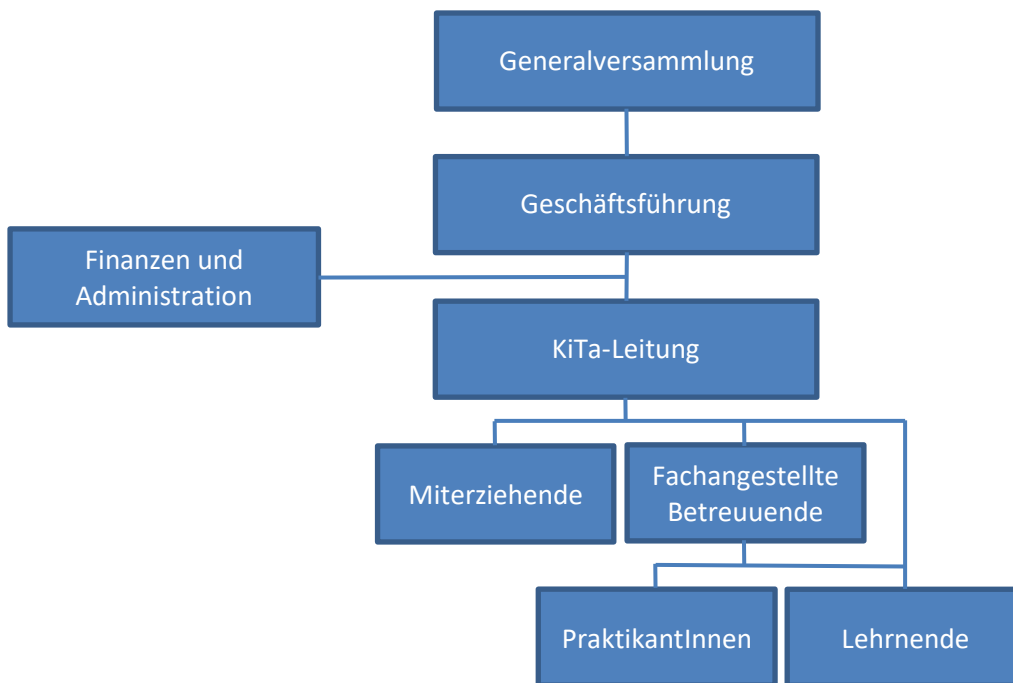 Generalversammlung
Geschäftsführung
Finanzen und
Administration
KiTa-Leitung
Miterziehende
Fachangestellte
Betreuuende
PraktikantInnen
Lehrnende